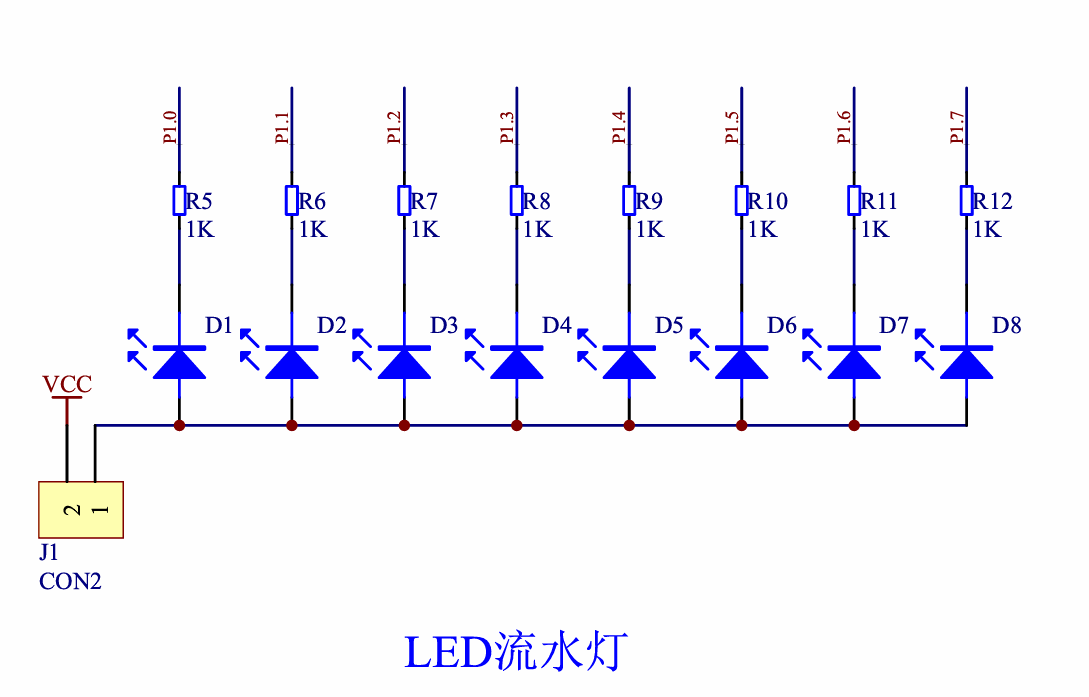 P1.0 P1.1 P1.2 P1.3 P1.4 P1.5 P1.6 P1.7
R5 R6 R7 R8 R9 R10 R11 R12
1K 1K 1K 1K 1K 1K 1K 1K
D1 D2 D3 D4 D5 D6 D7 D8
VCC
2 1
J1
CON2
LED流水灯